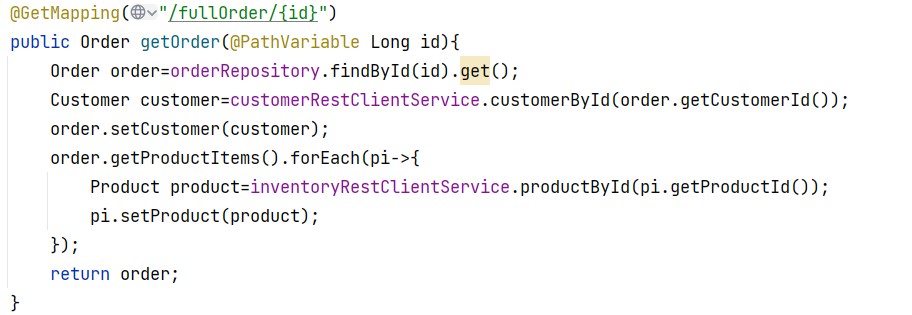 @GetMapping("/fullOrder/{id}")
public Order getOrder(@PathVariable Long id){
    Order order=orderRepository.findById(id).get();
    Customer customer=customerRestClientService.customerById(order.getCustomerId());
    order.setCustomer(customer);
    order.getProductItems().forEach(pi->{
        Product product=inventoryRestClientService.productById(pi.getProductId());
        pi.setProduct(product);
    });
    return order;
}